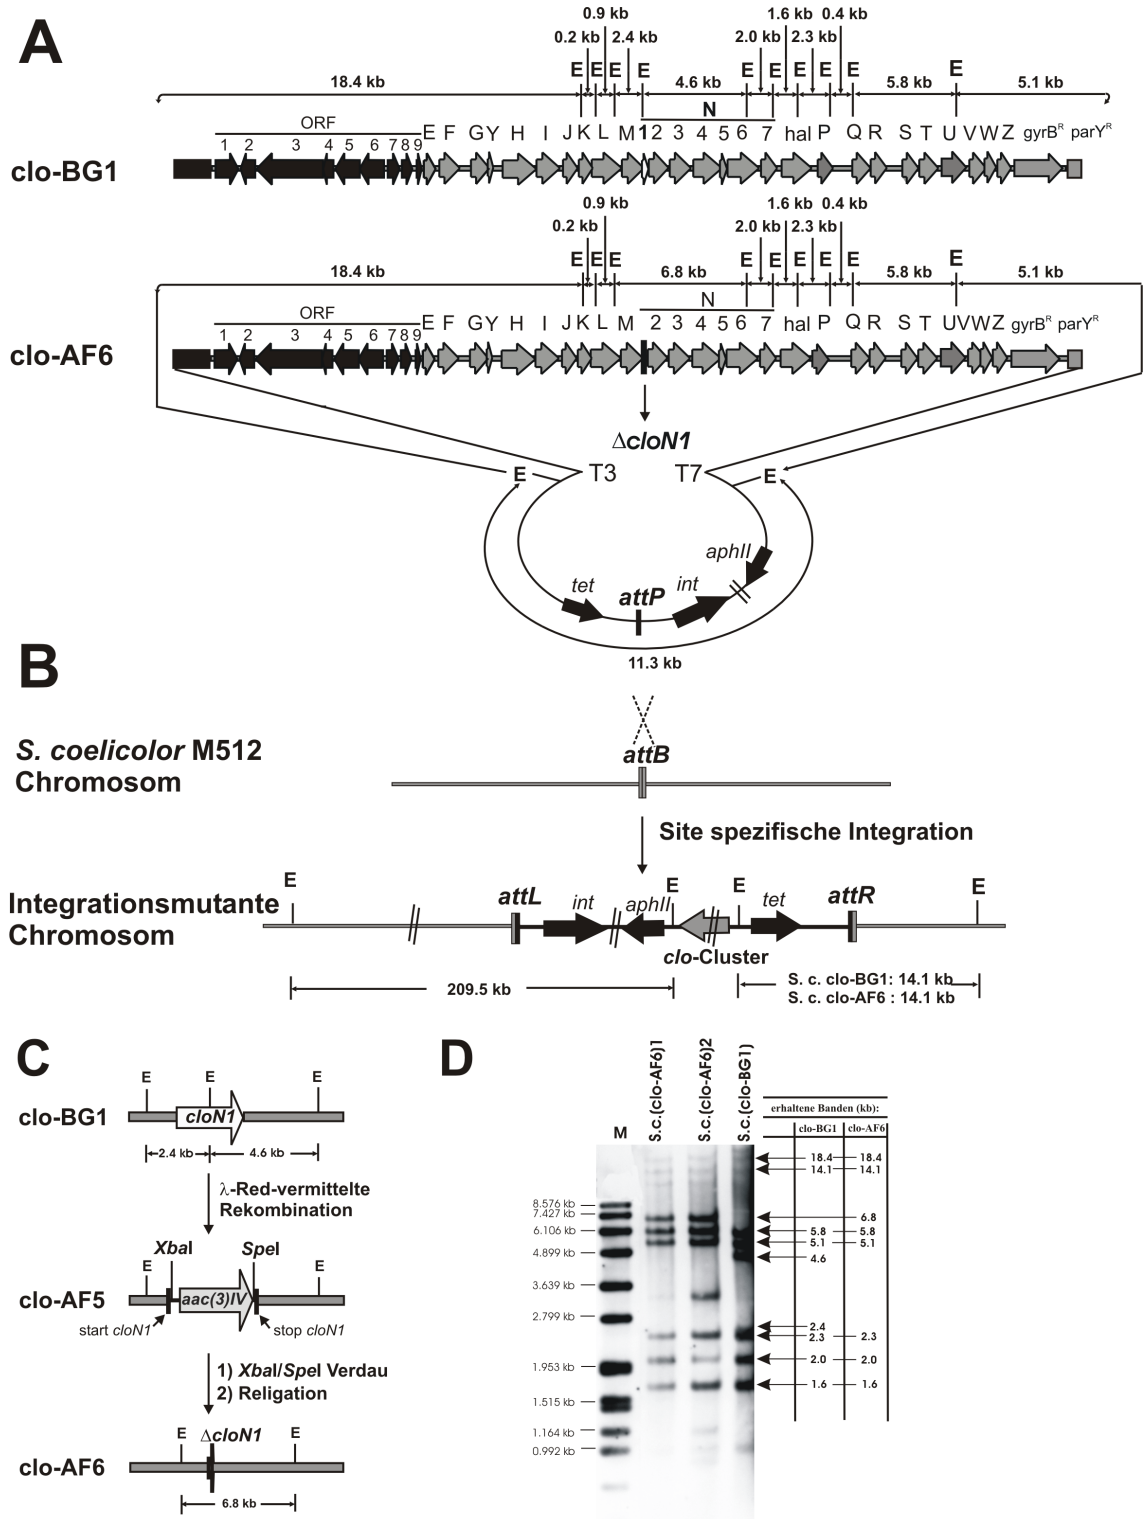 A
0.9 kb 1.6 kb 0.4 kb
0.2 kb 2.4 kb 2.0 kb 2.3 kb
E E E E E E E E E E
18.4 kb 4.6 kb 5.8 kb 5.1 kb
N
ORF E F G Y H I J K L M 1 2 3 4 5 6 7 hal P Q R S T U V W Z gyrBᴿ parYᴿ
1 2 3 4 5 6 7 8 9
clo-BG1
0.9 kb 1.6 kb 0.4 kb
0.2 kb 2.0 kb 2.3 kb
E E E E E E E E E
18.4 kb 6.8 kb 5.8 kb 5.1 kb
N
ORF E F G Y H I J K L M 2 3 4 5 6 7 hal P Q R S T U V W Z gyrBᴿ parYᴿ
1 2 3 4 5 6 7 8 9
clo-AF6
ΔcloN1
E T3 T7 E
aphII
tet attP int
11.3 kb
B
S. coelicolor M512
Chromosom
attB
Site spezifische Integration
Integrationsmutante
Chromosom
E attL int aphII E E tet attR E
clo-Cluster
209.5 kb
S. c. clo-BG1: 14.1 kb
S. c. clo-AF6 : 14.1 kb
C
E E E
clo-BG1 cloN1
2.4 kb 4.6 kb
λ-Red-vermittelte
Rekombination
XbaI SpeI
E E
clo-AF5 aac(3)IV
start cloN1 stop cloN1
1) XbaI/SpeI Verdau
2) Religation
E ΔcloN1 E
clo-AF6
6.8 kb
D
M S.c.(clo-AF6)1 S.c.(clo-AF6)2 S.c.(clo-BG1)
erhaltene Banden (kb):
clo-BG1 clo-AF6
18.4 18.4
14.1 14.1
6.8
5.8 5.8
5.1 5.1
4.6
2.4
2.3 2.3
2.0 2.0
1.6 1.6
8.576 kb
7.427 kb
6.106 kb
4.899 kb
3.639 kb
2.799 kb
1.953 kb
1.515 kb
1.164 kb
0.992 kb